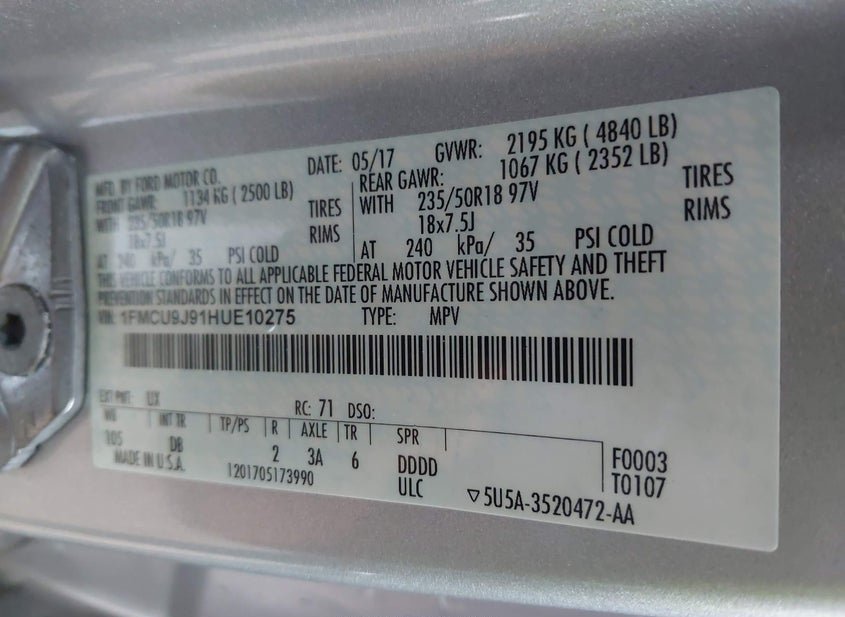 MFD. BY FORD MOTOR CO. DATE: 05/17 GVWR: 2195 KG ( 4840 LB)
FRONT GAWR: 1134 KG ( 2500 LB) REAR GAWR: 1067 KG ( 2352 LB)
WITH 235/50R18 97V TIRES WITH 235/50R18 97V TIRES
18x7.5J RIMS 18x7.5J RIMS
AT 240 kPa/ 35 PSI COLD AT 240 kPa/ 35 PSI COLD
THIS VEHICLE CONFORMS TO ALL APPLICABLE FEDERAL MOTOR VEHICLE SAFETY AND THEFT
PREVENTION STANDARDS IN EFFECT ON THE DATE OF MANUFACTURE SHOWN ABOVE.
VIN: 1FMCU9J91HUE10275 TYPE: MPV
EXT PNT: UX RC: 71 DSO:
WB INT TR TP/PS R AXLE TR SPR
105 DB 2 3A 6 DDDD F0003
MADE IN U.S.A. 1201705173990 ULC T0107
▽5U5A-3520472-AA